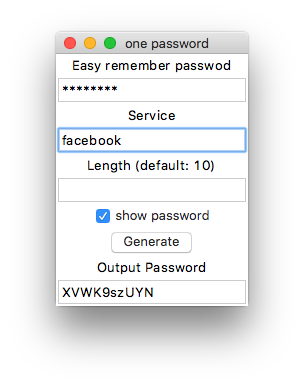 one password
Easy remember passwod
********
Service
facebook
Length (default: 10)
show password
Generate
Output Password
XVWK9szUYN